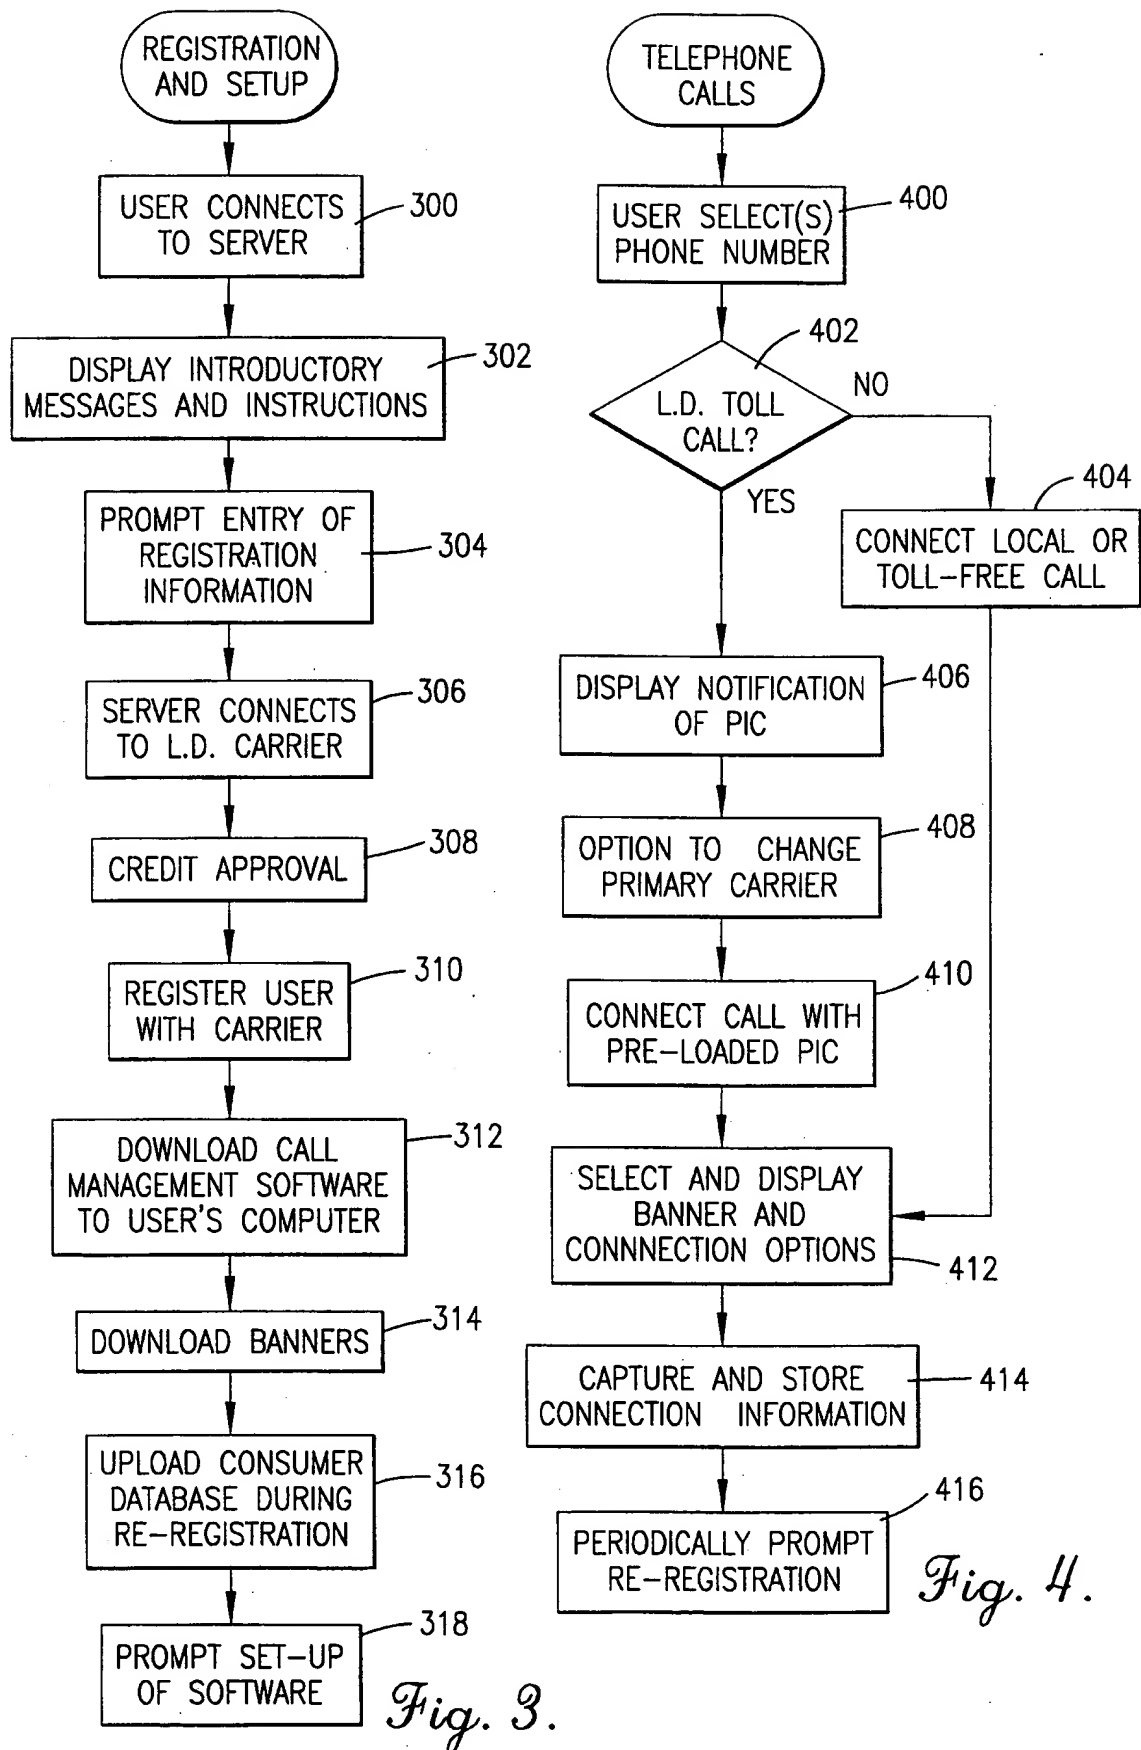 REGISTRATION
AND SETUP
USER CONNECTS
TO SERVER
300
DISPLAY INTRODUCTORY
MESSAGES AND INSTRUCTIONS
302
PROMPT ENTRY OF
REGISTRATION
INFORMATION
304
SERVER CONNECTS
TO L.D. CARRIER
306
CREDIT APPROVAL
308
REGISTER USER
WITH CARRIER
310
DOWNLOAD CALL
MANAGEMENT SOFTWARE
TO USER'S COMPUTER
312
DOWNLOAD BANNERS
314
UPLOAD CONSUMER
DATABASE DURING
RE-REGISTRATION
316
PROMPT SET-UP
OF SOFTWARE
318
Fig. 3.
TELEPHONE
CALLS
USER SELECT(S)
PHONE NUMBER
400
L.D. TOLL
CALL?
402
NO
YES
CONNECT LOCAL OR
TOLL-FREE CALL
404
DISPLAY NOTIFICATION
OF PIC
406
OPTION TO CHANGE
PRIMARY CARRIER
408
CONNECT CALL WITH
PRE-LOADED PIC
410
SELECT AND DISPLAY
BANNER AND
CONNNECTION OPTIONS
412
CAPTURE AND STORE
CONNECTION INFORMATION
414
PERIODICALLY PROMPT
RE-REGISTRATION
416
Fig. 4.